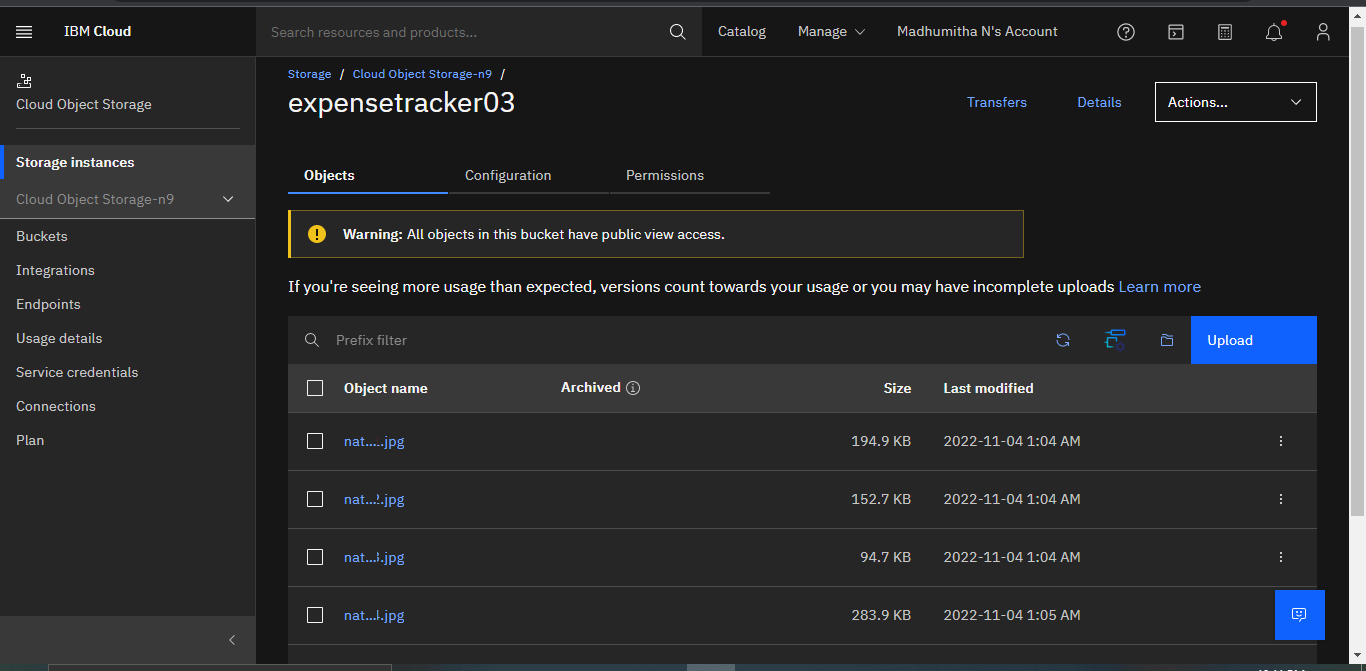 IBM Cloud
Search resources and products...
Catalog
Manage
Madhumitha N's Account
Cloud Object Storage
Storage instances
Cloud Object Storage-n9
Buckets
Integrations
Endpoints
Usage details
Service credentials
Connections
Plan
Storage / Cloud Object Storage-n9 /
expensetracker03
Transfers
Details
Actions...
Objects
Configuration
Permissions
Warning: All objects in this bucket have public view access.
If you're seeing more usage than expected, versions count towards your usage or you may have incomplete uploads Learn more
Prefix filter
Upload
Object name Archived Size Last modified
nat.....jpg 194.9 KB 2022-11-04 1:04 AM
nat...2.jpg 152.7 KB 2022-11-04 1:04 AM
nat...3.jpg 94.7 KB 2022-11-04 1:04 AM
nat...4.jpg 283.9 KB 2022-11-04 1:05 AM